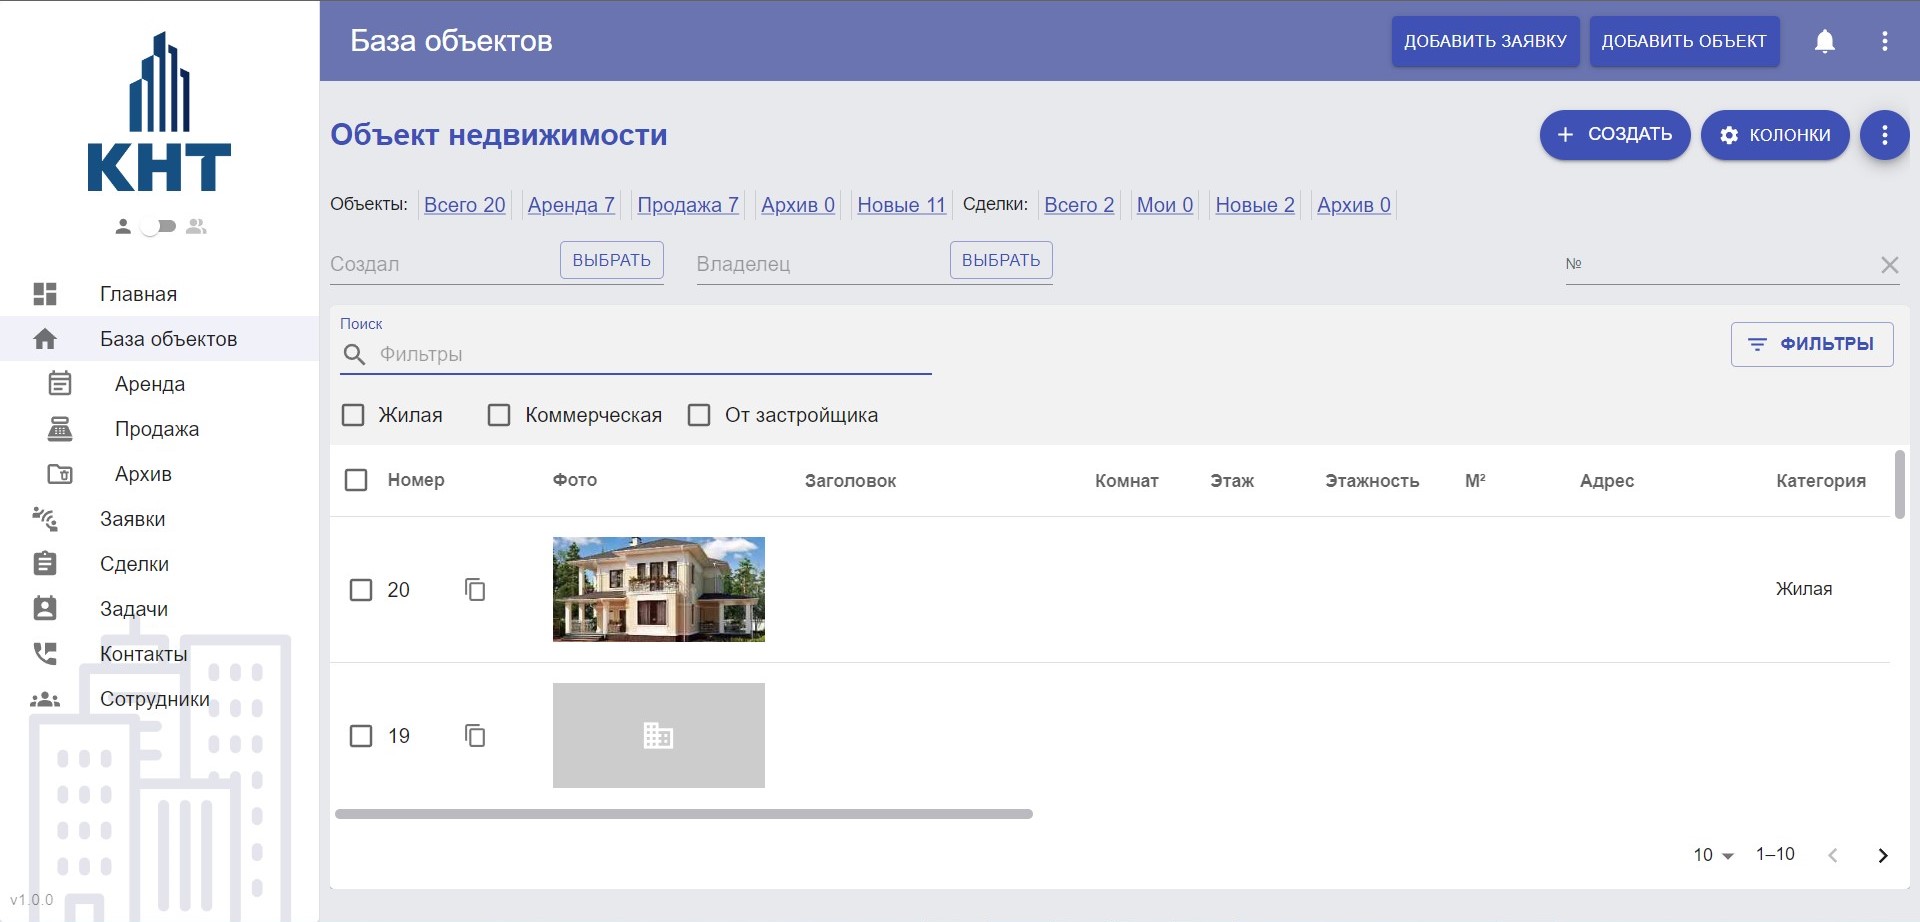 КНТ
Главная
База объектов
Аренда
Продажа
Архив
Заявки
Сделки
Задачи
Контакты
Сотрудники
v1.0.0
База объектов
ДОБАВИТЬ ЗАЯВКУ
ДОБАВИТЬ ОБЪЕКТ
Объект недвижимости
СОЗДАТЬ
КОЛОНКИ
Объекты: Всего 20 Аренда 7 Продажа 7 Архив 0 Новые 11 Сделки: Всего 2 Мои 0 Новые 2 Архив 0
Создал ВЫБРАТЬ Владелец ВЫБРАТЬ №
Поиск
Фильтры
ФИЛЬТРЫ
Жилая Коммерческая От застройщика
Номер Фото Заголовок Комнат Этаж Этажность М² Адрес Категория
20 Жилая
19
10 1–10